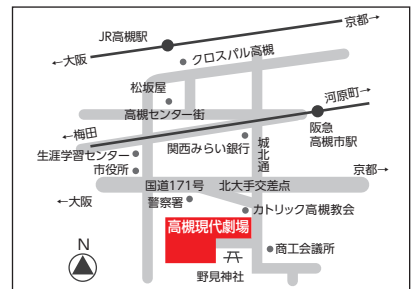 京都→
JR高槻駅
←大阪
クロスパル高槻
松坂屋
河原町→
高槻センター街
←梅田
阪急
高槻市駅
城北通
関西みらい銀行
生涯学習センター
市役所
京都→
国道171号
北大手交差点
←大阪
警察署
カトリック高槻教会
高槻現代劇場
N
商工会議所
野見神社